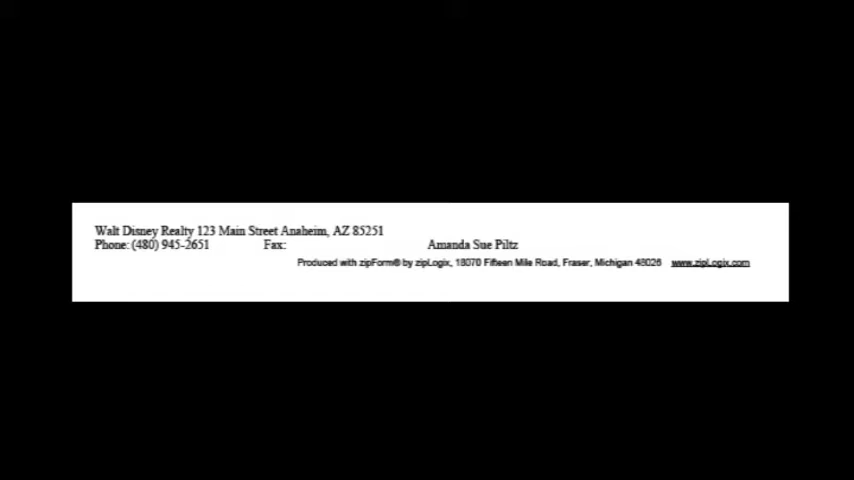 Walt Disney Realty 123 Main Street Anaheim, AZ 85251
Phone: (480) 945-2651 Fax: Amanda Sue Piltz
Produced with zipForm® by zipLogix, 18070 Fifteen Mile Road, Fraser, Michigan 48026 www.zipLogix.com